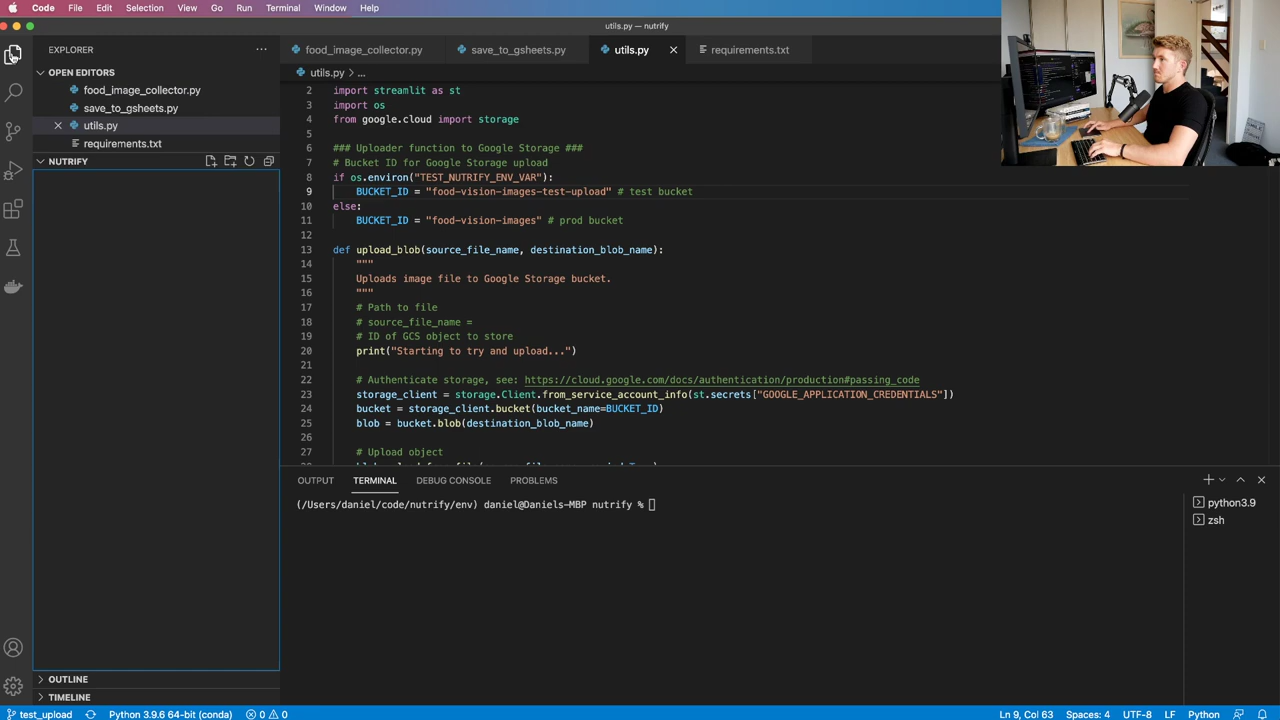 Code File Edit Selection View Go Run Terminal Window Help
utils.py — nutrify
EXPLORER
OPEN EDITORS
food_image_collector.py
save_to_gsheets.py
utils.py
requirements.txt
NUTRIFY
OUTLINE
TIMELINE
food_image_collector.py save_to_gsheets.py utils.py requirements.txt
utils.py > ...
2 import streamlit as st
3 import os
4 from google.cloud import storage
5
6 ### Uploader function to Google Storage ###
7 # Bucket ID for Google Storage upload
8 if os.environ("TEST_NUTRIFY_ENV_VAR"):
9 BUCKET_ID = "food-vision-images-test-upload" # test bucket
10 else:
11 BUCKET_ID = "food-vision-images" # prod bucket
12
13 def upload_blob(source_file_name, destination_blob_name):
14 """
15 Uploads image file to Google Storage bucket.
16 """
17 # Path to file
18 # source_file_name =
19 # ID of GCS object to store
20 print("Starting to try and upload...")
21
22 # Authenticate storage, see: https://cloud.google.com/docs/authentication/production#passing_code
23 storage_client = storage.Client.from_service_account_info(st.secrets["GOOGLE_APPLICATION_CREDENTIALS"])
24 bucket = storage_client.bucket(bucket_name=BUCKET_ID)
25 blob = bucket.blob(destination_blob_name)
26
27 # Upload object
OUTPUT TERMINAL DEBUG CONSOLE PROBLEMS
(/Users/daniel/code/nutrify/env) daniel@Daniels-MBP nutrify %
python3.9
zsh
test_upload Python 3.9.6 64-bit (conda) 0 0 Ln 9, Col 63 Spaces: 4 UTF-8 LF Python